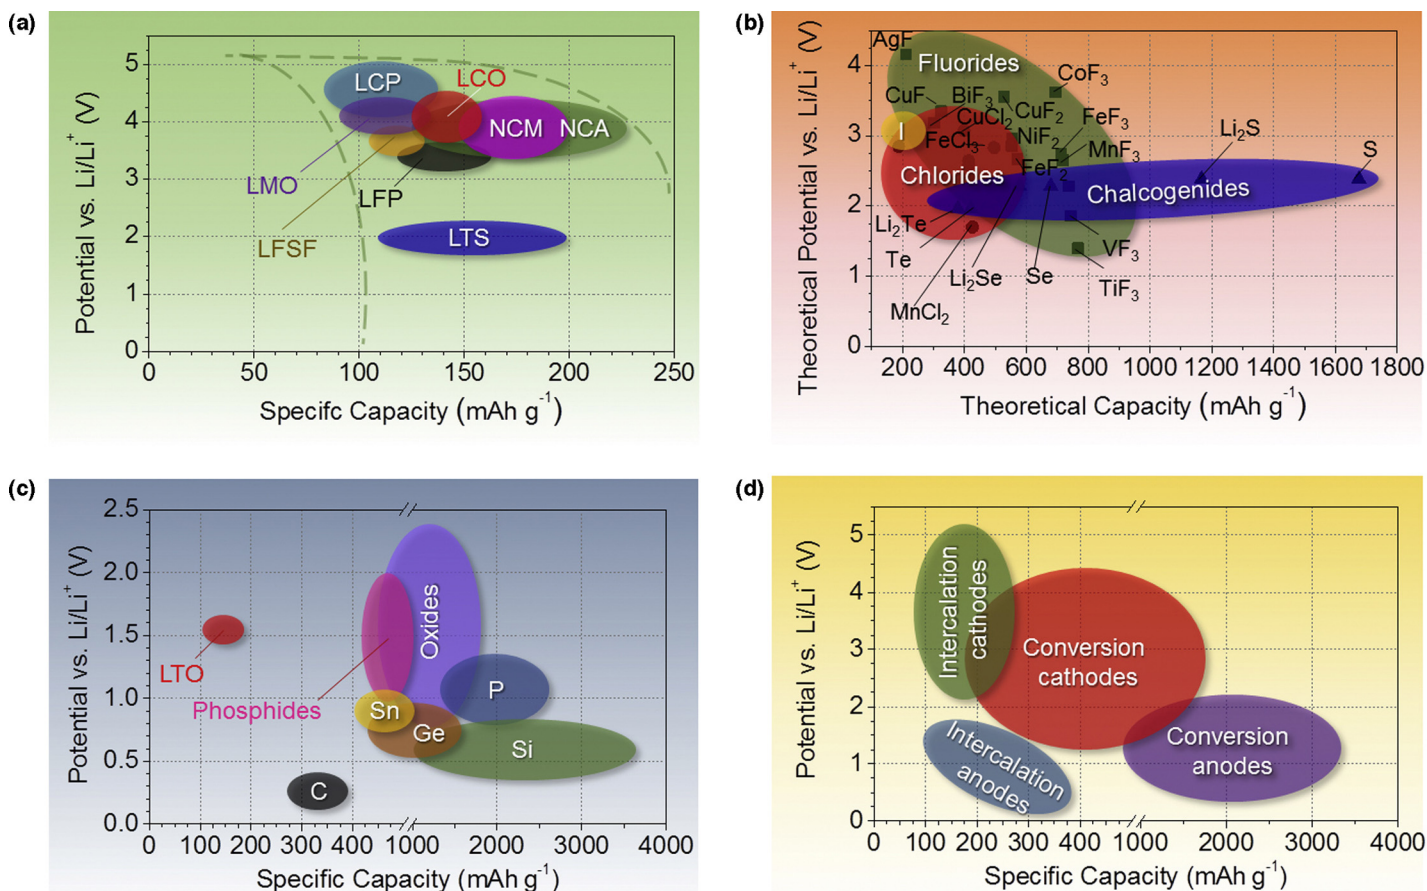 (a)
Potential vs. Li/Li⁺ (V)
5
4
3
2
1
0
LCP
LCO
NCM
NCA
LMO
LFP
LFSF
LTS
0
50
100
150
200
250
Specifc Capacity (mAh g⁻¹)
(b)
Theoretical Potential vs. Li/Li⁺ (V)
4
3
2
1
0
AgF
Fluorides
CoF₃
CuF
BiF₃
CuF₂
CuCl₂
FeF₃
I
FeCl₃
NiF₂
MnF₃
Li₂S
S
FeF₂
Chlorides
Chalcogenides
Li₂Te
Te
Li₂Se
Se
VF₃
TiF₃
MnCl₂
200
400
600
800
1000
1200
1400
1600
1800
Theoretical Capacity (mAh g⁻¹)
(c)
Potential vs. Li/Li⁺ (V)
2.5
2.0
1.5
1.0
0.5
0.0
Oxides
LTO
Phosphides
P
Sn
Ge
Si
C
0
100
200
300
400
1000
2000
3000
4000
Specific Capacity (mAh g⁻¹)
(d)
Potential vs. Li/Li⁺ (V)
5
4
3
2
1
0
Intercalation
cathodes
Conversion
cathodes
Intercalation
anodes
Conversion
anodes
0
100
200
300
400
1000
2000
3000
4000
Specific Capacity (mAh g⁻¹)